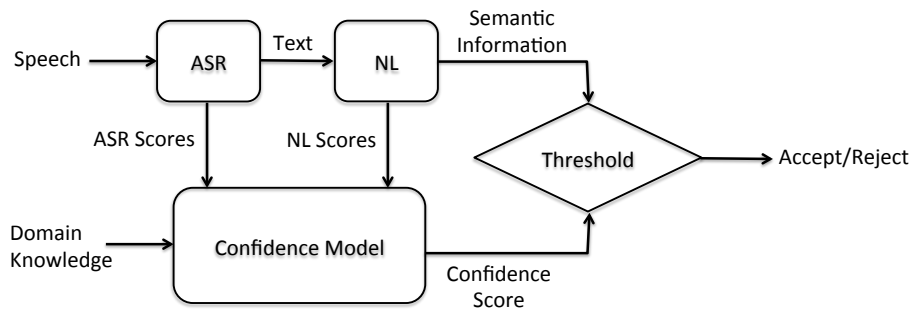 Semantic
Information
Speech
ASR
Text
NL
ASR Scores
NL Scores
Threshold
Accept/Reject
Domain
Knowledge
Confidence Model
Confidence
Score